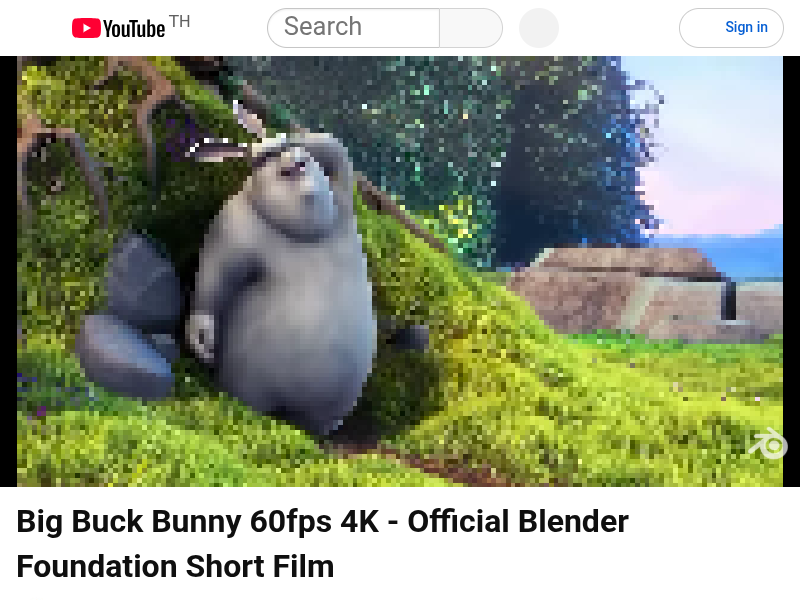 YouTube TH
Search
Sign in
Big Buck Bunny 60fps 4K - Official Blender
Foundation Short Film